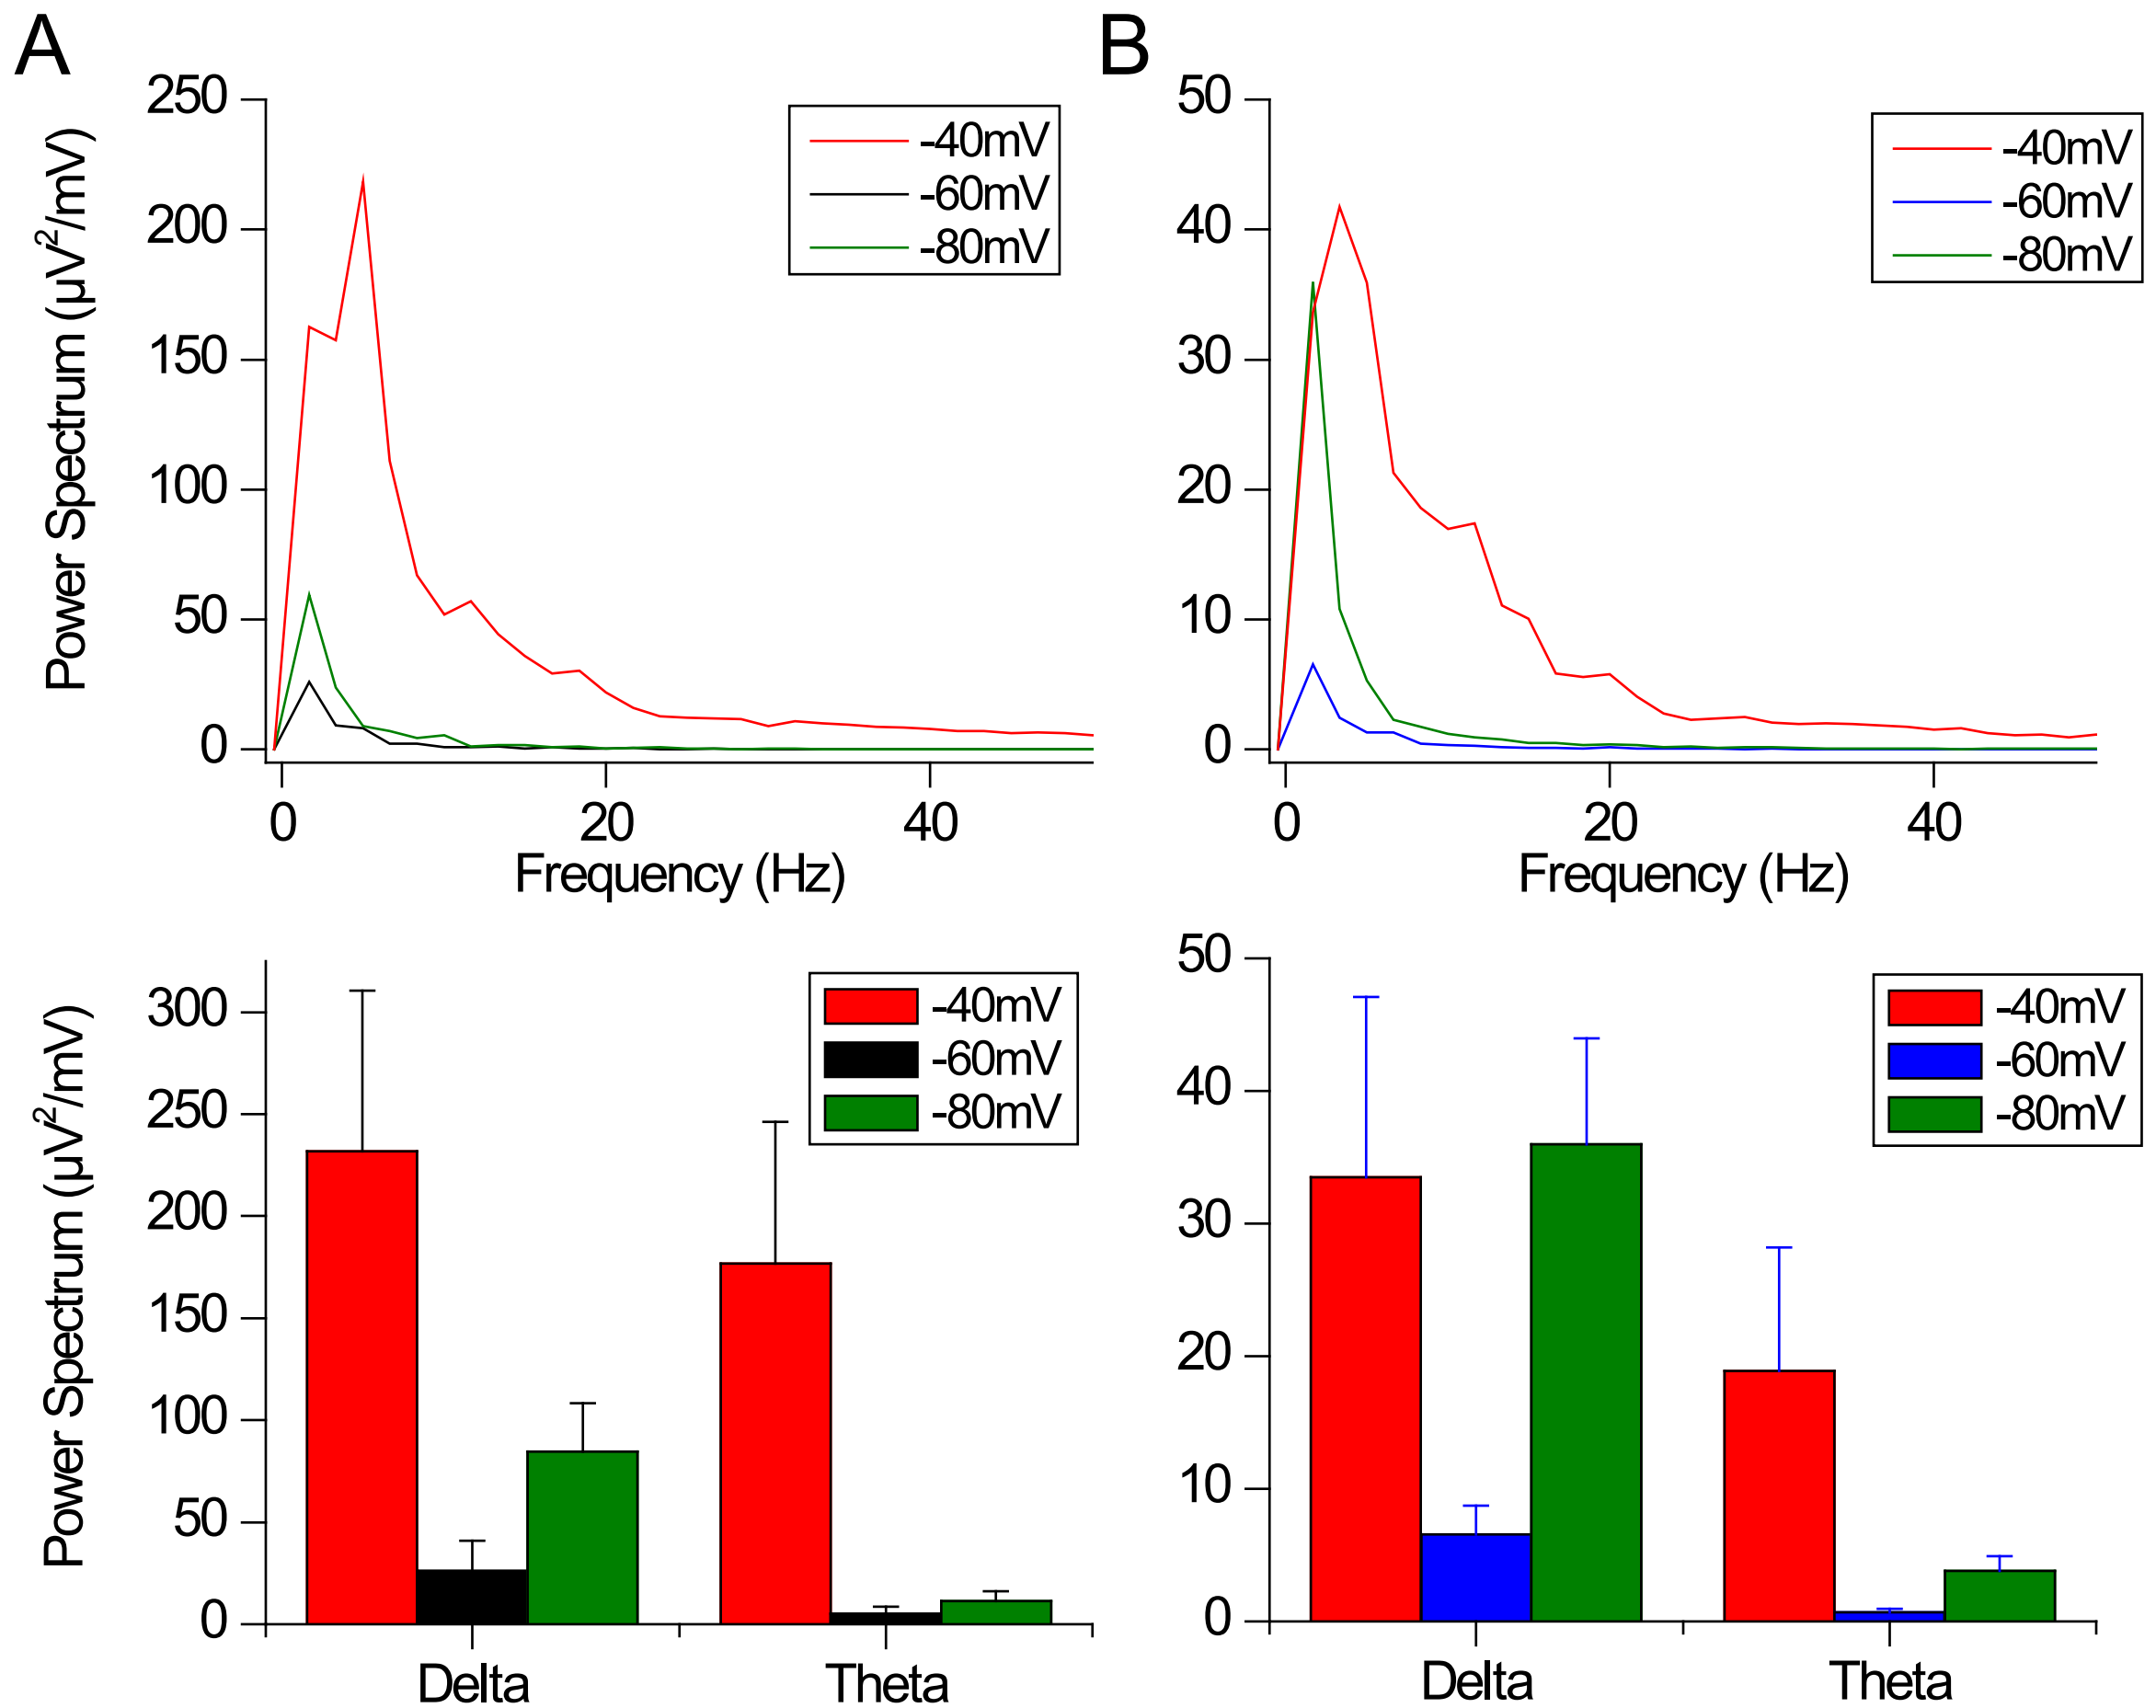 A
250
200
150
100
50
0
Power Spectrum (µV²/mV)
-40mV
-60mV
-80mV
0 20 40
Frequency (Hz)
B
50
40
30
20
10
0
-40mV
-60mV
-80mV
0 20 40
Frequency (Hz)
300
250
200
150
100
50
0
Power Spectrum (µV²/mV)
-40mV
-60mV
-80mV
Delta Theta
50
40
30
20
10
0
-40mV
-60mV
-80mV
Delta Theta